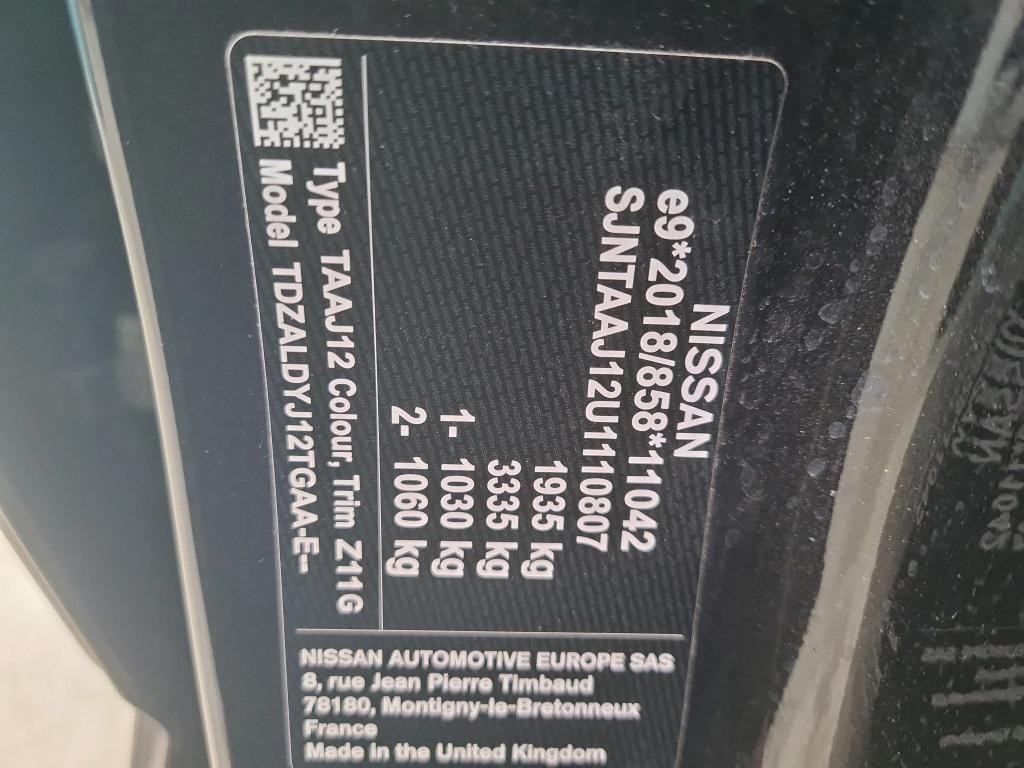 NISSAN
e9*2018/858*11042
SJNTAAJ12U1110807
1935 kg
3335 kg
1- 1030 kg
2- 1060 kg
Type TAAJ12 Colour, Trim Z11 G
Model TDZALDYJ12TGAA-E--
NISSAN AUTOMOTIVE EUROPE SAS
8, rue Jean Pierre Timbaud
78180, Montigny-le-Bretonneux
France
Made in the United Kingdom